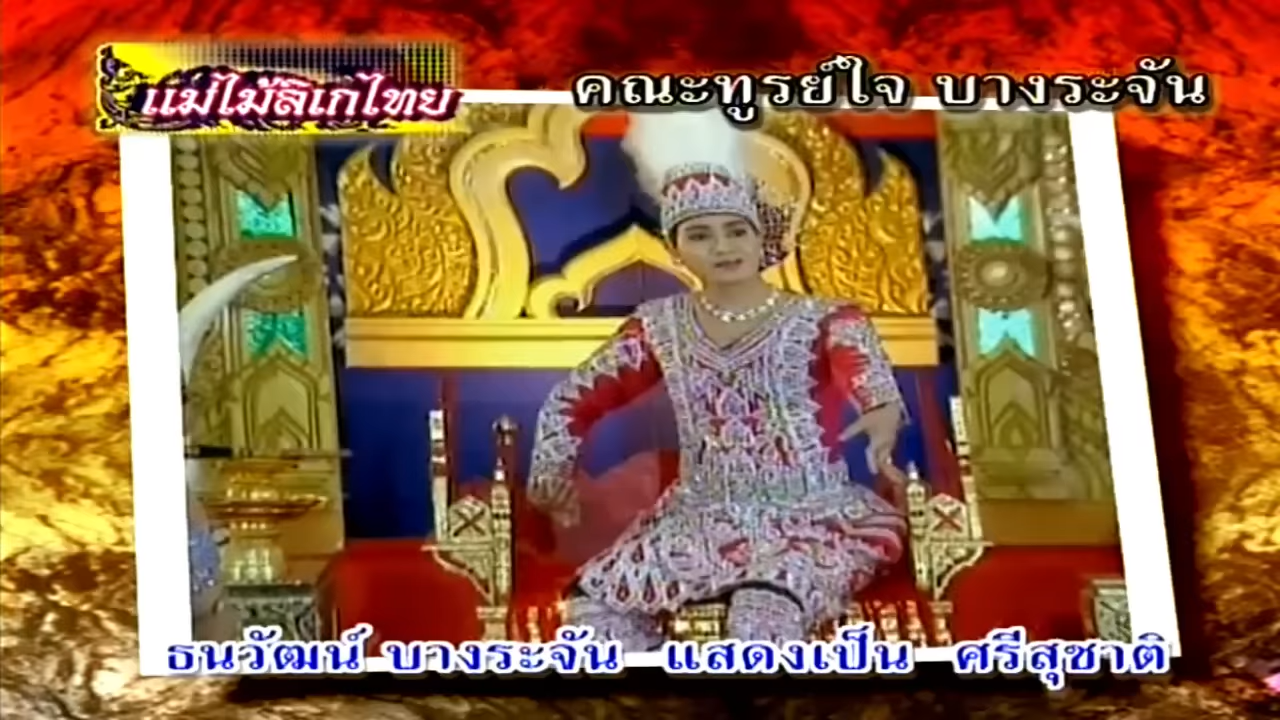 แม่ไม้ลิเกไทย
คณะทูรย์ใจ บางระจัน
ธนวัฒน์ บางระจัน แสดงเป็น ศรีสุชาติ